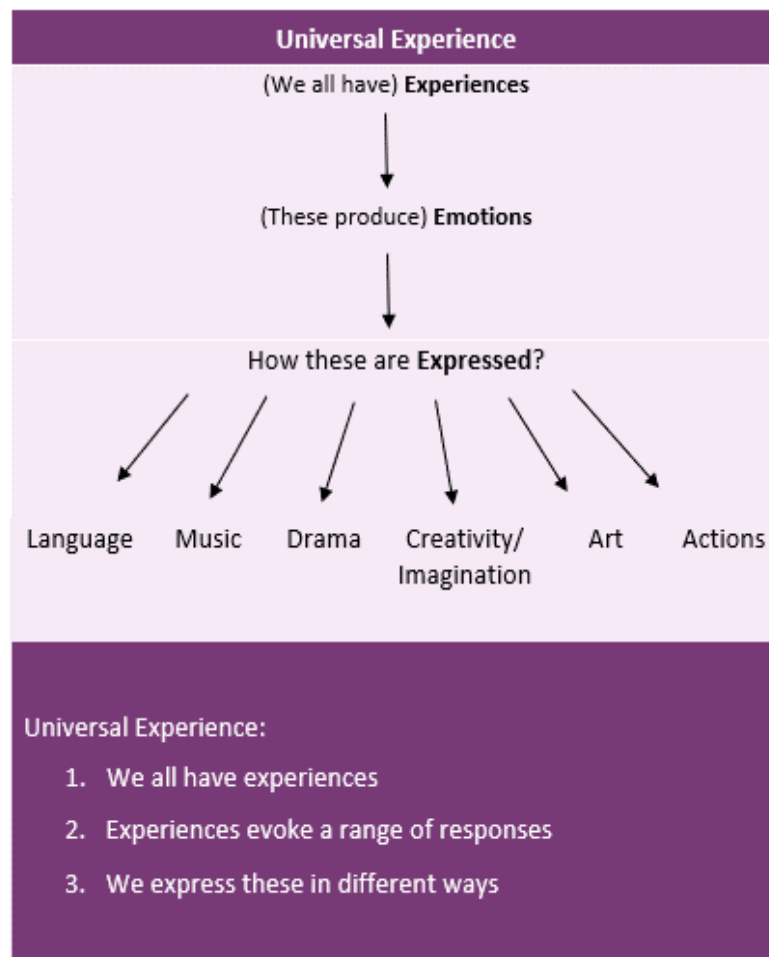 Universal Experience
(We all have) Experiences
(These produce) Emotions
How these are Expressed?
Language Music Drama Creativity/ Art Actions
Imagination
Universal Experience:
1. We all have experiences
2. Experiences evoke a range of responses
3. We express these in different ways